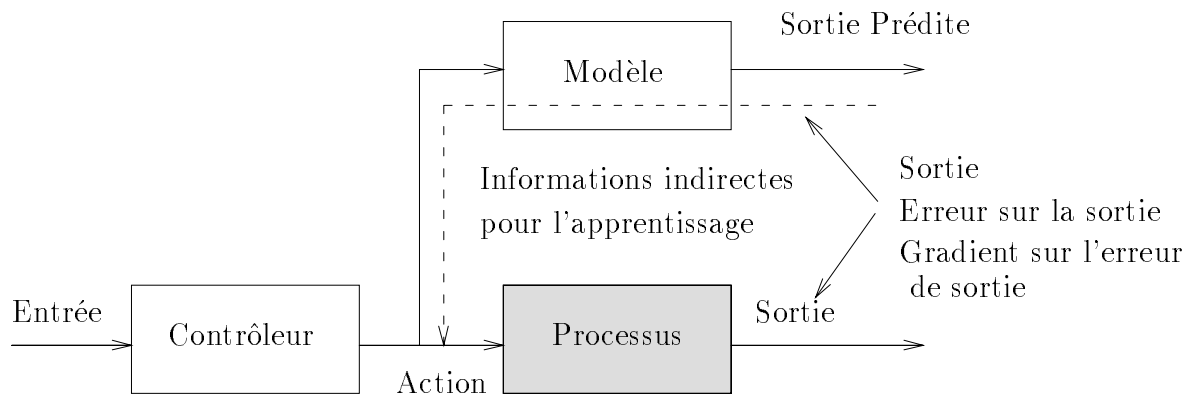 Sortie Prédite
Modèle
Informations indirectes
pour l'apprentissage
Sortie
Erreur sur la sortie
Gradient sur l'erreur
de sortie
Entrée
Contrôleur
Action
Processus
Sortie